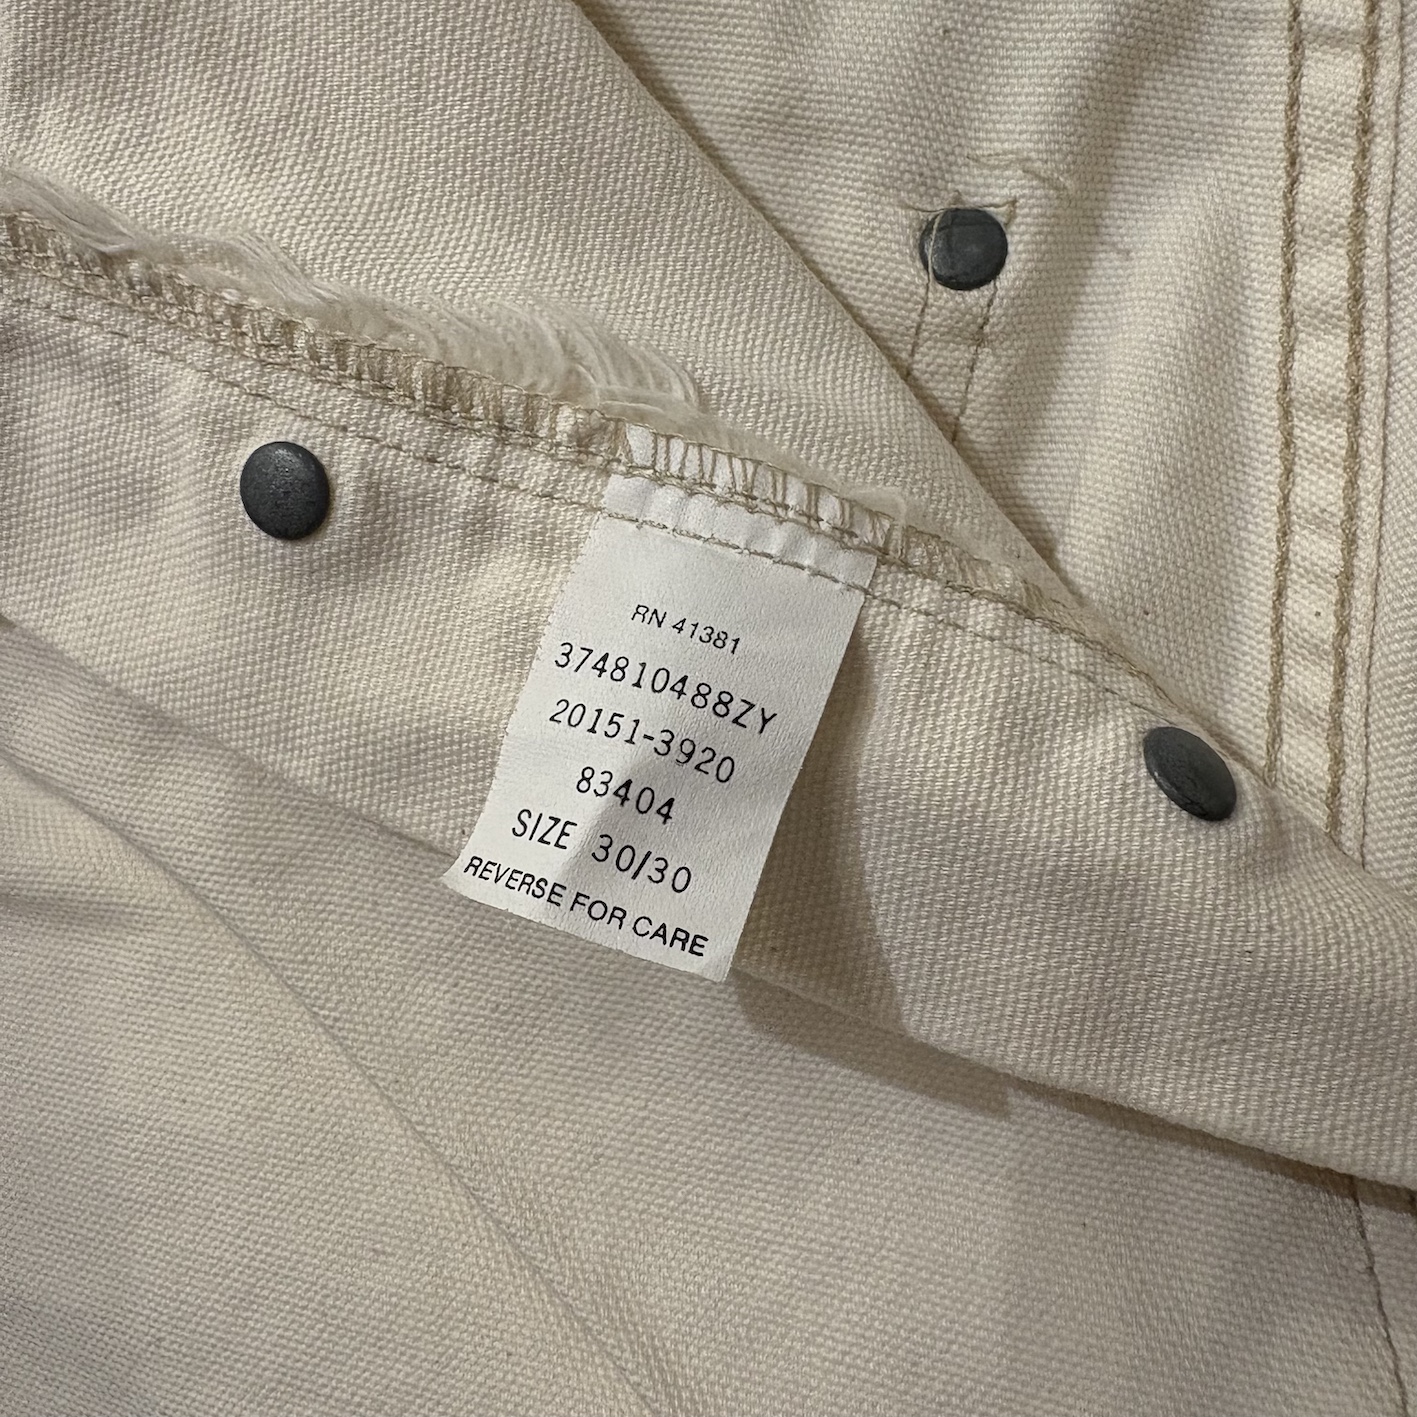 RN 41381
374810488ZY
20151-3920
83404
SIZE 30/30
REVERSE FOR CARE